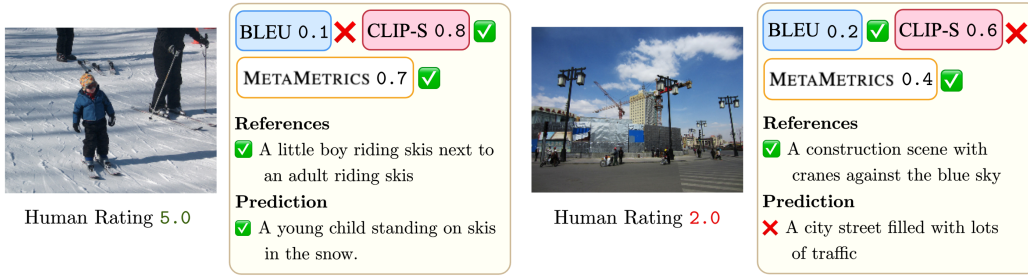 BLEU 0.1 ❌ CLIP-S 0.8 ✅
METAMETRICS 0.7 ✅
References
✅ A little boy riding skis next to
an adult riding skis
Prediction
✅ A young child standing on skis
in the snow.
Human Rating 5.0
BLEU 0.2 ✅ CLIP-S 0.6 ❌
METAMETRICS 0.4 ✅
References
✅ A construction scene with
cranes against the blue sky
Prediction
❌ A city street filled with lots
of traffic
Human Rating 2.0